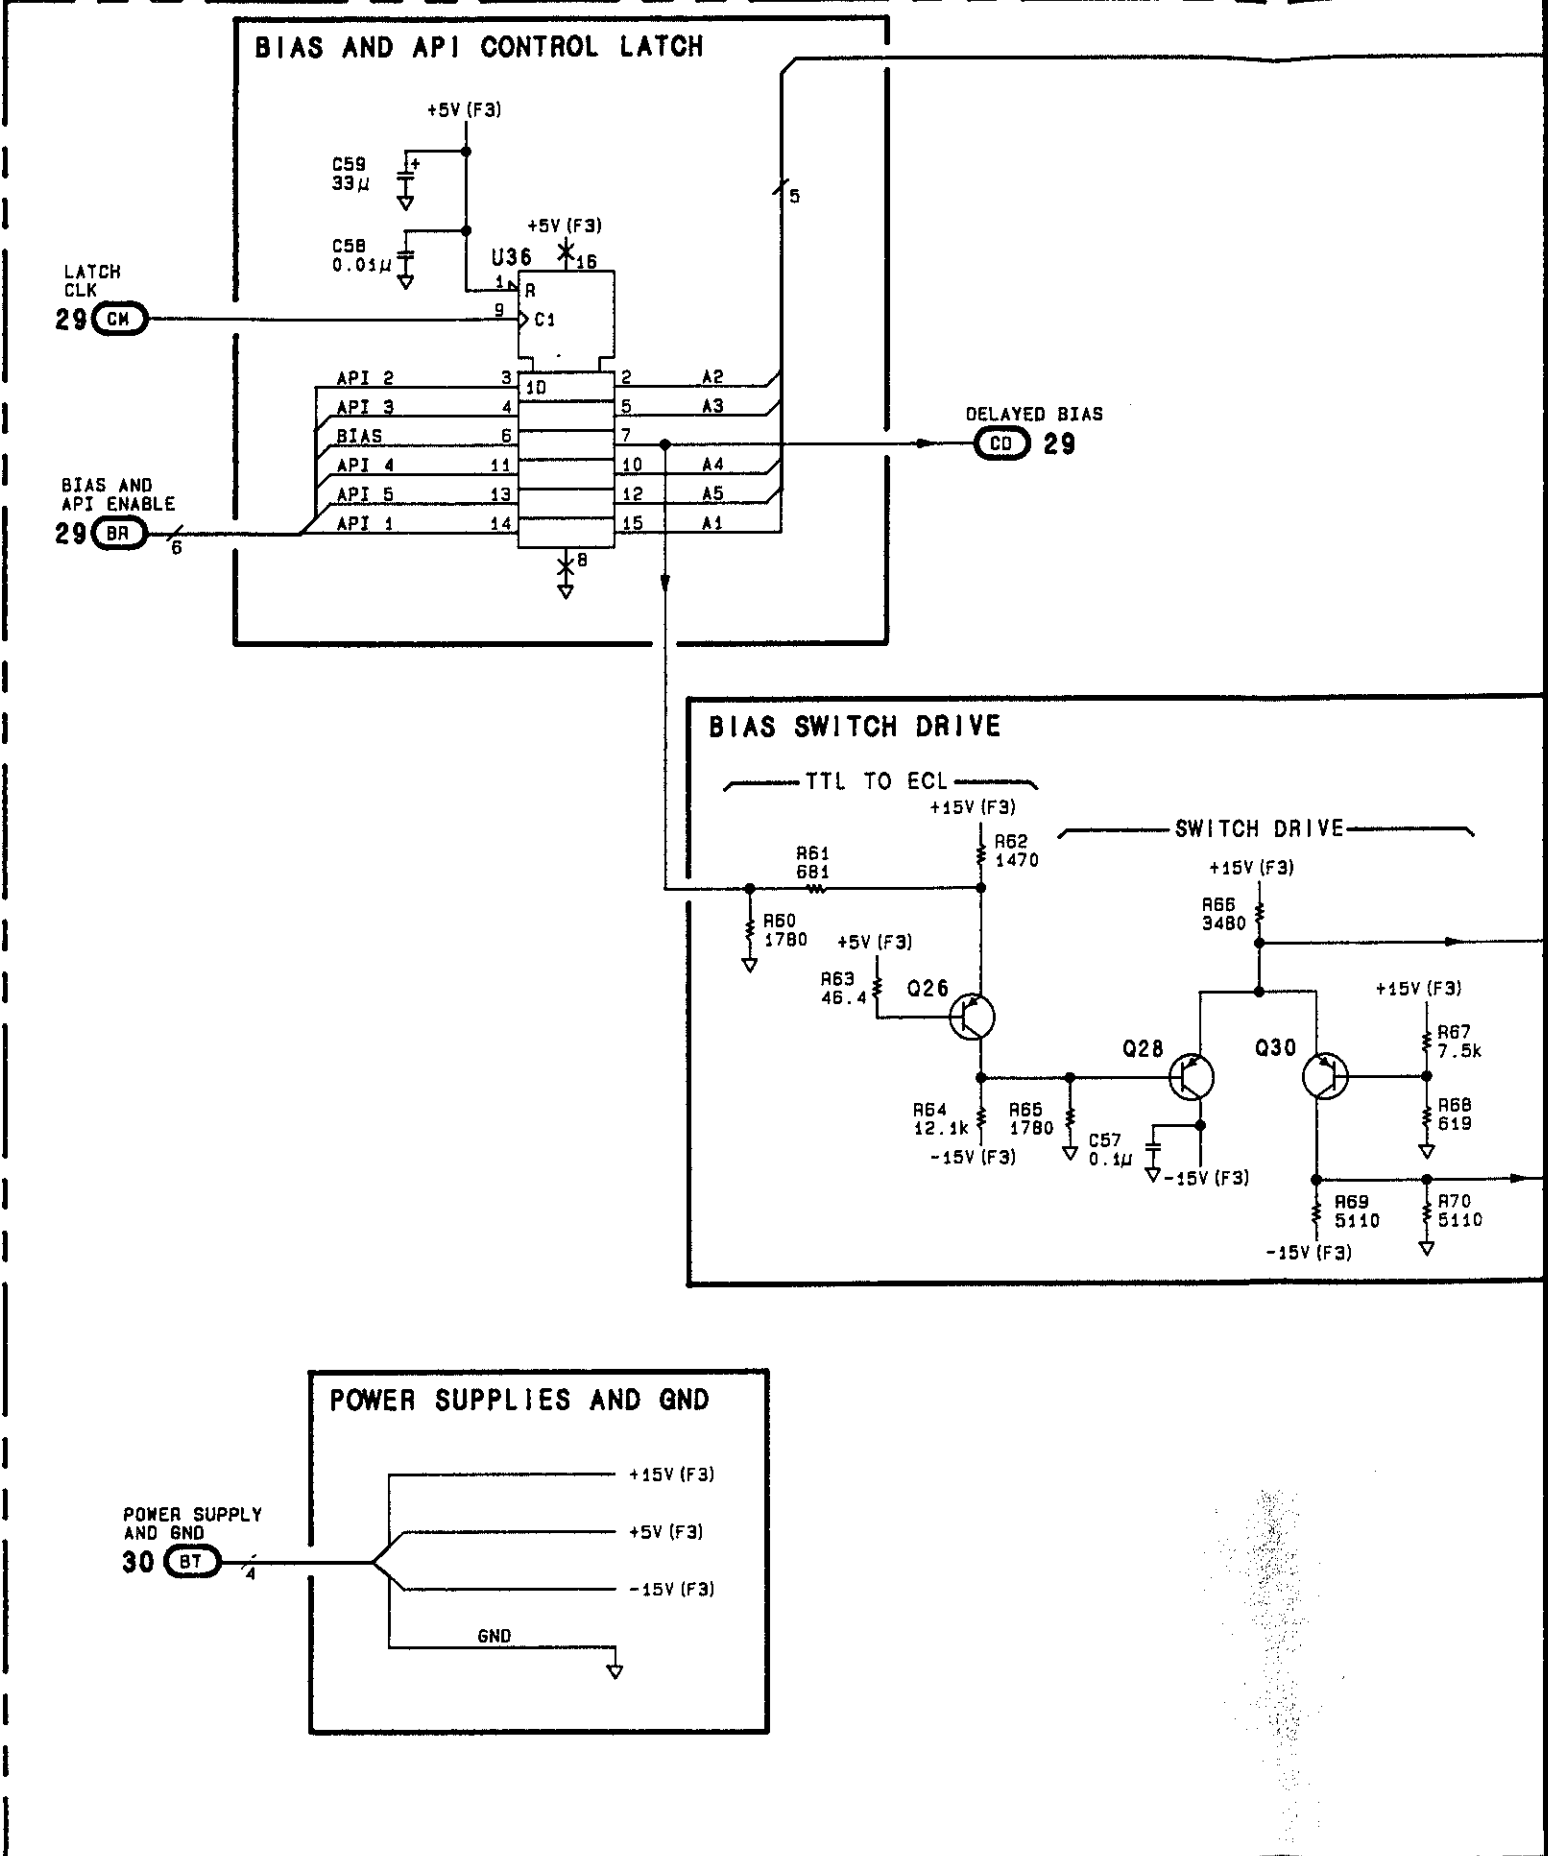 BIAS AND API CONTROL LATCH
+5V(F3)
C59
33µ
C58
0.01µ
+5V(F3)
16
U36
1
R
9
C1
LATCH
CLK
29 CM
5
API 2
3
1D
2
A2
API 3
4
5
A3
BIAS
6
7
API 4
11
10
A4
API 5
13
12
A5
API 1
14
15
A1
8
DELAYED BIAS
CD 29
BIAS AND
API ENABLE
29 BR
6
BIAS SWITCH DRIVE
TTL TO ECL
+15V(F3)
R62
1470
R61
681
R60
1780
+5V(F3)
R63
46.4
Q26
R64
12.1k
-15V(F3)
R65
1780
SWITCH DRIVE
+15V(F3)
R66
3480
Q28
C57
0.1µ
-15V(F3)
Q30
+15V(F3)
R67
7.5k
R68
619
R69
5110
-15V(F3)
R70
5110
POWER SUPPLIES AND GND
+15V(F3)
+5V(F3)
-15V(F3)
GND
POWER SUPPLY
AND GND
30 BT
4